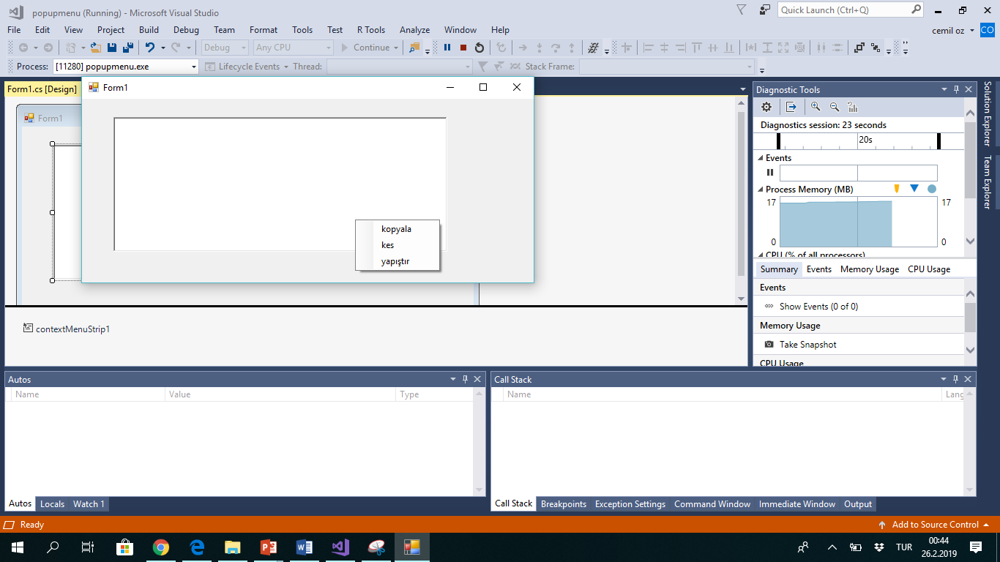 popupmenu (Running) - Microsoft Visual Studio
Quick Launch (Ctrl+Q)
File Edit View Project Build Debug Team Format Tools Test R Tools Analyze Window Help
cemil oz CO
Debug Any CPU Continue
Process: [11280] popupmenu.exe Lifecycle Events Thread: Stack Frame:
Form1.cs [Design]
Form1
Form1
kopyala
kes
yapıştır
contextMenuStrip1
Diagnostic Tools
Diagnostics session: 23 seconds
20s
Events
Process Memory (MB)
17 17
0 0
CPU (% of all processors)
Summary Events Memory Usage CPU Usage
Events
Show Events (0 of 0)
Memory Usage
Take Snapshot
CPU Usage
Solution Explorer
Team Explorer
Autos
Name Value Type
Autos Locals Watch 1
Call Stack
Name Lang
Call Stack Breakpoints Exception Settings Command Window Immediate Window Output
Ready
Add to Source Control
TUR
00:44
26.2.2019